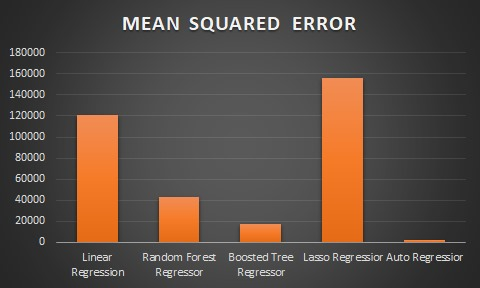 MEAN SQUARED ERROR
180000
160000
140000
120000
100000
80000
60000
40000
20000
0
Linear Regression
Random Forest Regressor
Boosted Tree Regressor
Lasso Regressior
Auto Regressior